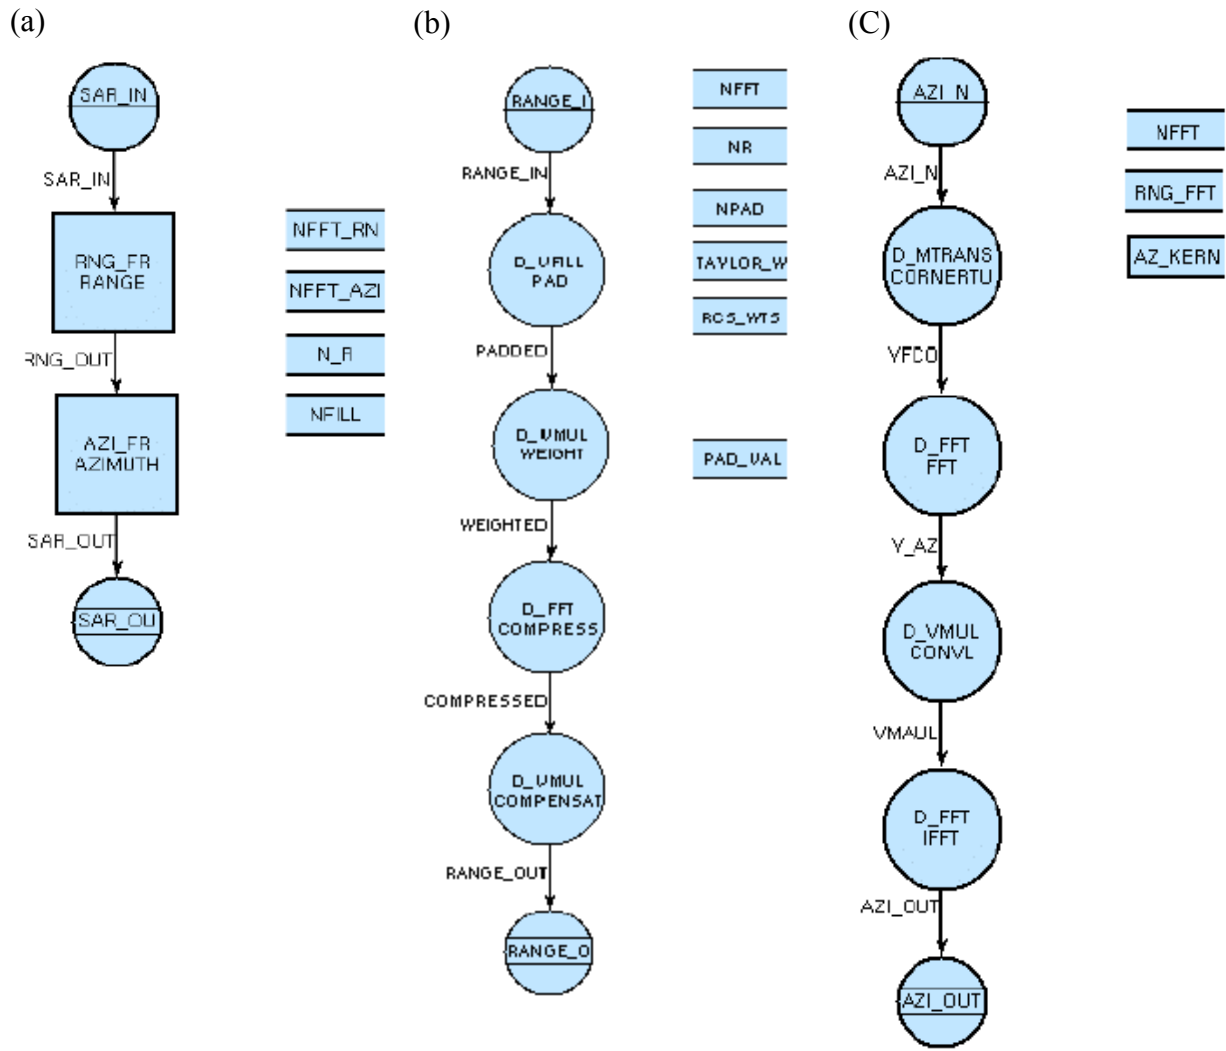 (a)
SAR_IN
SAR_IN
RNG_FR
RANGE
RNG_OUT
AZI_FR
AZIMUTH
SAR_OUT
SAR_OU
NFFT_RN
NFFT_AZI
N_R
NFILL
(b)
RANGE_I
RANGE_IN
D_VFILL
PAD
PADDED
D_VMUL
WEIGHT
WEIGHTED
D_FFT
COMPRESS
COMPRESSED
D_VMUL
COMPENSAT
RANGE_OUT
RANGE_O
NFFT
NR
NPAD
TAYLOR_W
RCS_WTS
PAD_VAL
(C)
AZI_N
AZI_N
D_MTRANS
CORNERTU
VFCO
D_FFT
FFT
V_AZ
D_VMUL
CONVL
VMAUL
D_FFT
IFFT
AZI_OUT
AZI_OUT
NFFT
RNG_FFT
AZ_KERN